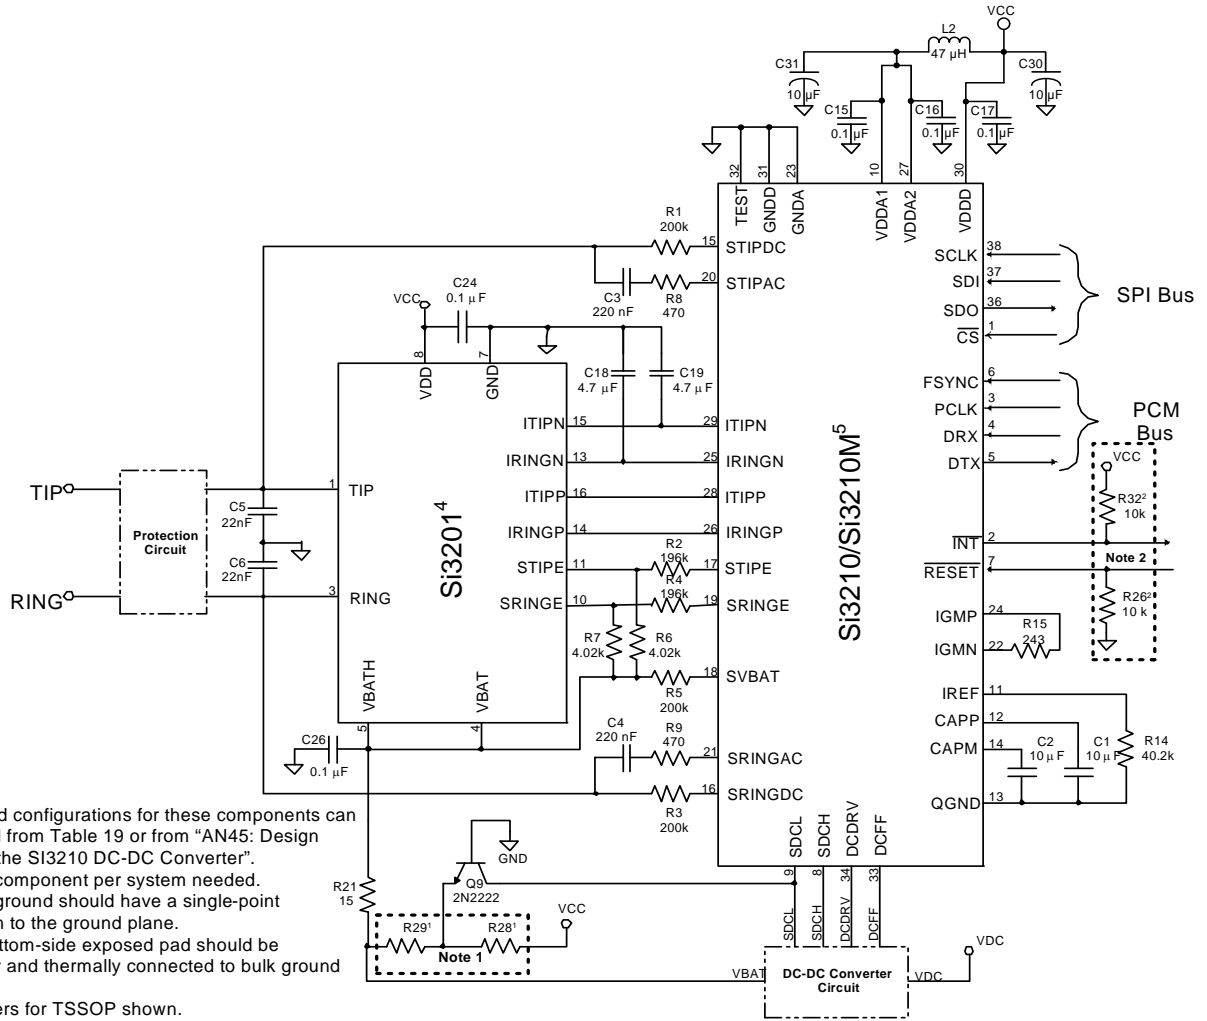 VCC
L2
47 µH
C31
10 µF
C30
10 µF
C15
0.1 µF
C16
0.1 µF
C17
0.1 µF
32
31
23
10
27
30
TEST
GNDD
GNDA
VDDA1
VDDA2
VDDD
R1
200k
15 STIPDC
C3
220 nF
R8
470
20 STIPAC
SCLK 38
SDI 37
SDO 36
CS 1
SPI Bus
FSYNC 6
PCLK 3
DRX 4
DTX 5
PCM
Bus
C24
0.1 µF
VCC
8
7
VDD
GND
C18
4.7 µF
C19
4.7 µF
ITIPN 15
29 ITIPN
IRINGN 13
25 IRINGN
ITIPP 16
28 ITIPP
IRINGP 14
26 IRINGP
STIPE 11
R2
196k
17 STIPE
SRINGE 10
R4
196k
19 SRINGE
R7
4.02k
R6
4.02k
18 SVBAT
R5
200k
Si3201⁴
Si3210/Si3210M⁵
TIP
RING
Protection
Circuit
C5
22nF
C6
22nF
1 TIP
3 RING
VBATH
VBAT
5
4
C26
0.1 µF
C4
220 nF
R9
470
21 SRINGAC
16 SRINGDC
R3
200k
VCC
R32²
10k
INT 2
Note 2
RESET 7
R26²
10 k
IGMP 24
R15
243
IGMN 22
IREF 11
CAPP 12
CAPM 14
C2
10 µF
C1
10 µF
R14
40.2k
QGND 13
SDCL
SDCH
DCDRV
DCFF
9
8
34
33
SDCL
SDCH
DCDRV
DCFF
GND
Q9
2N2222
R21
15
R29¹
R28¹
Note 1
VCC
VBAT
DC-DC Converter
Circuit
VDC
VDC
d configurations for these components can
from Table 19 or from “AN45: Design
the SI3210 DC-DC Converter”.
component per system needed.
ground should have a single-point
to the ground plane.
ttom-side exposed pad should be
and thermally connected to bulk ground
ers for TSSOP shown.